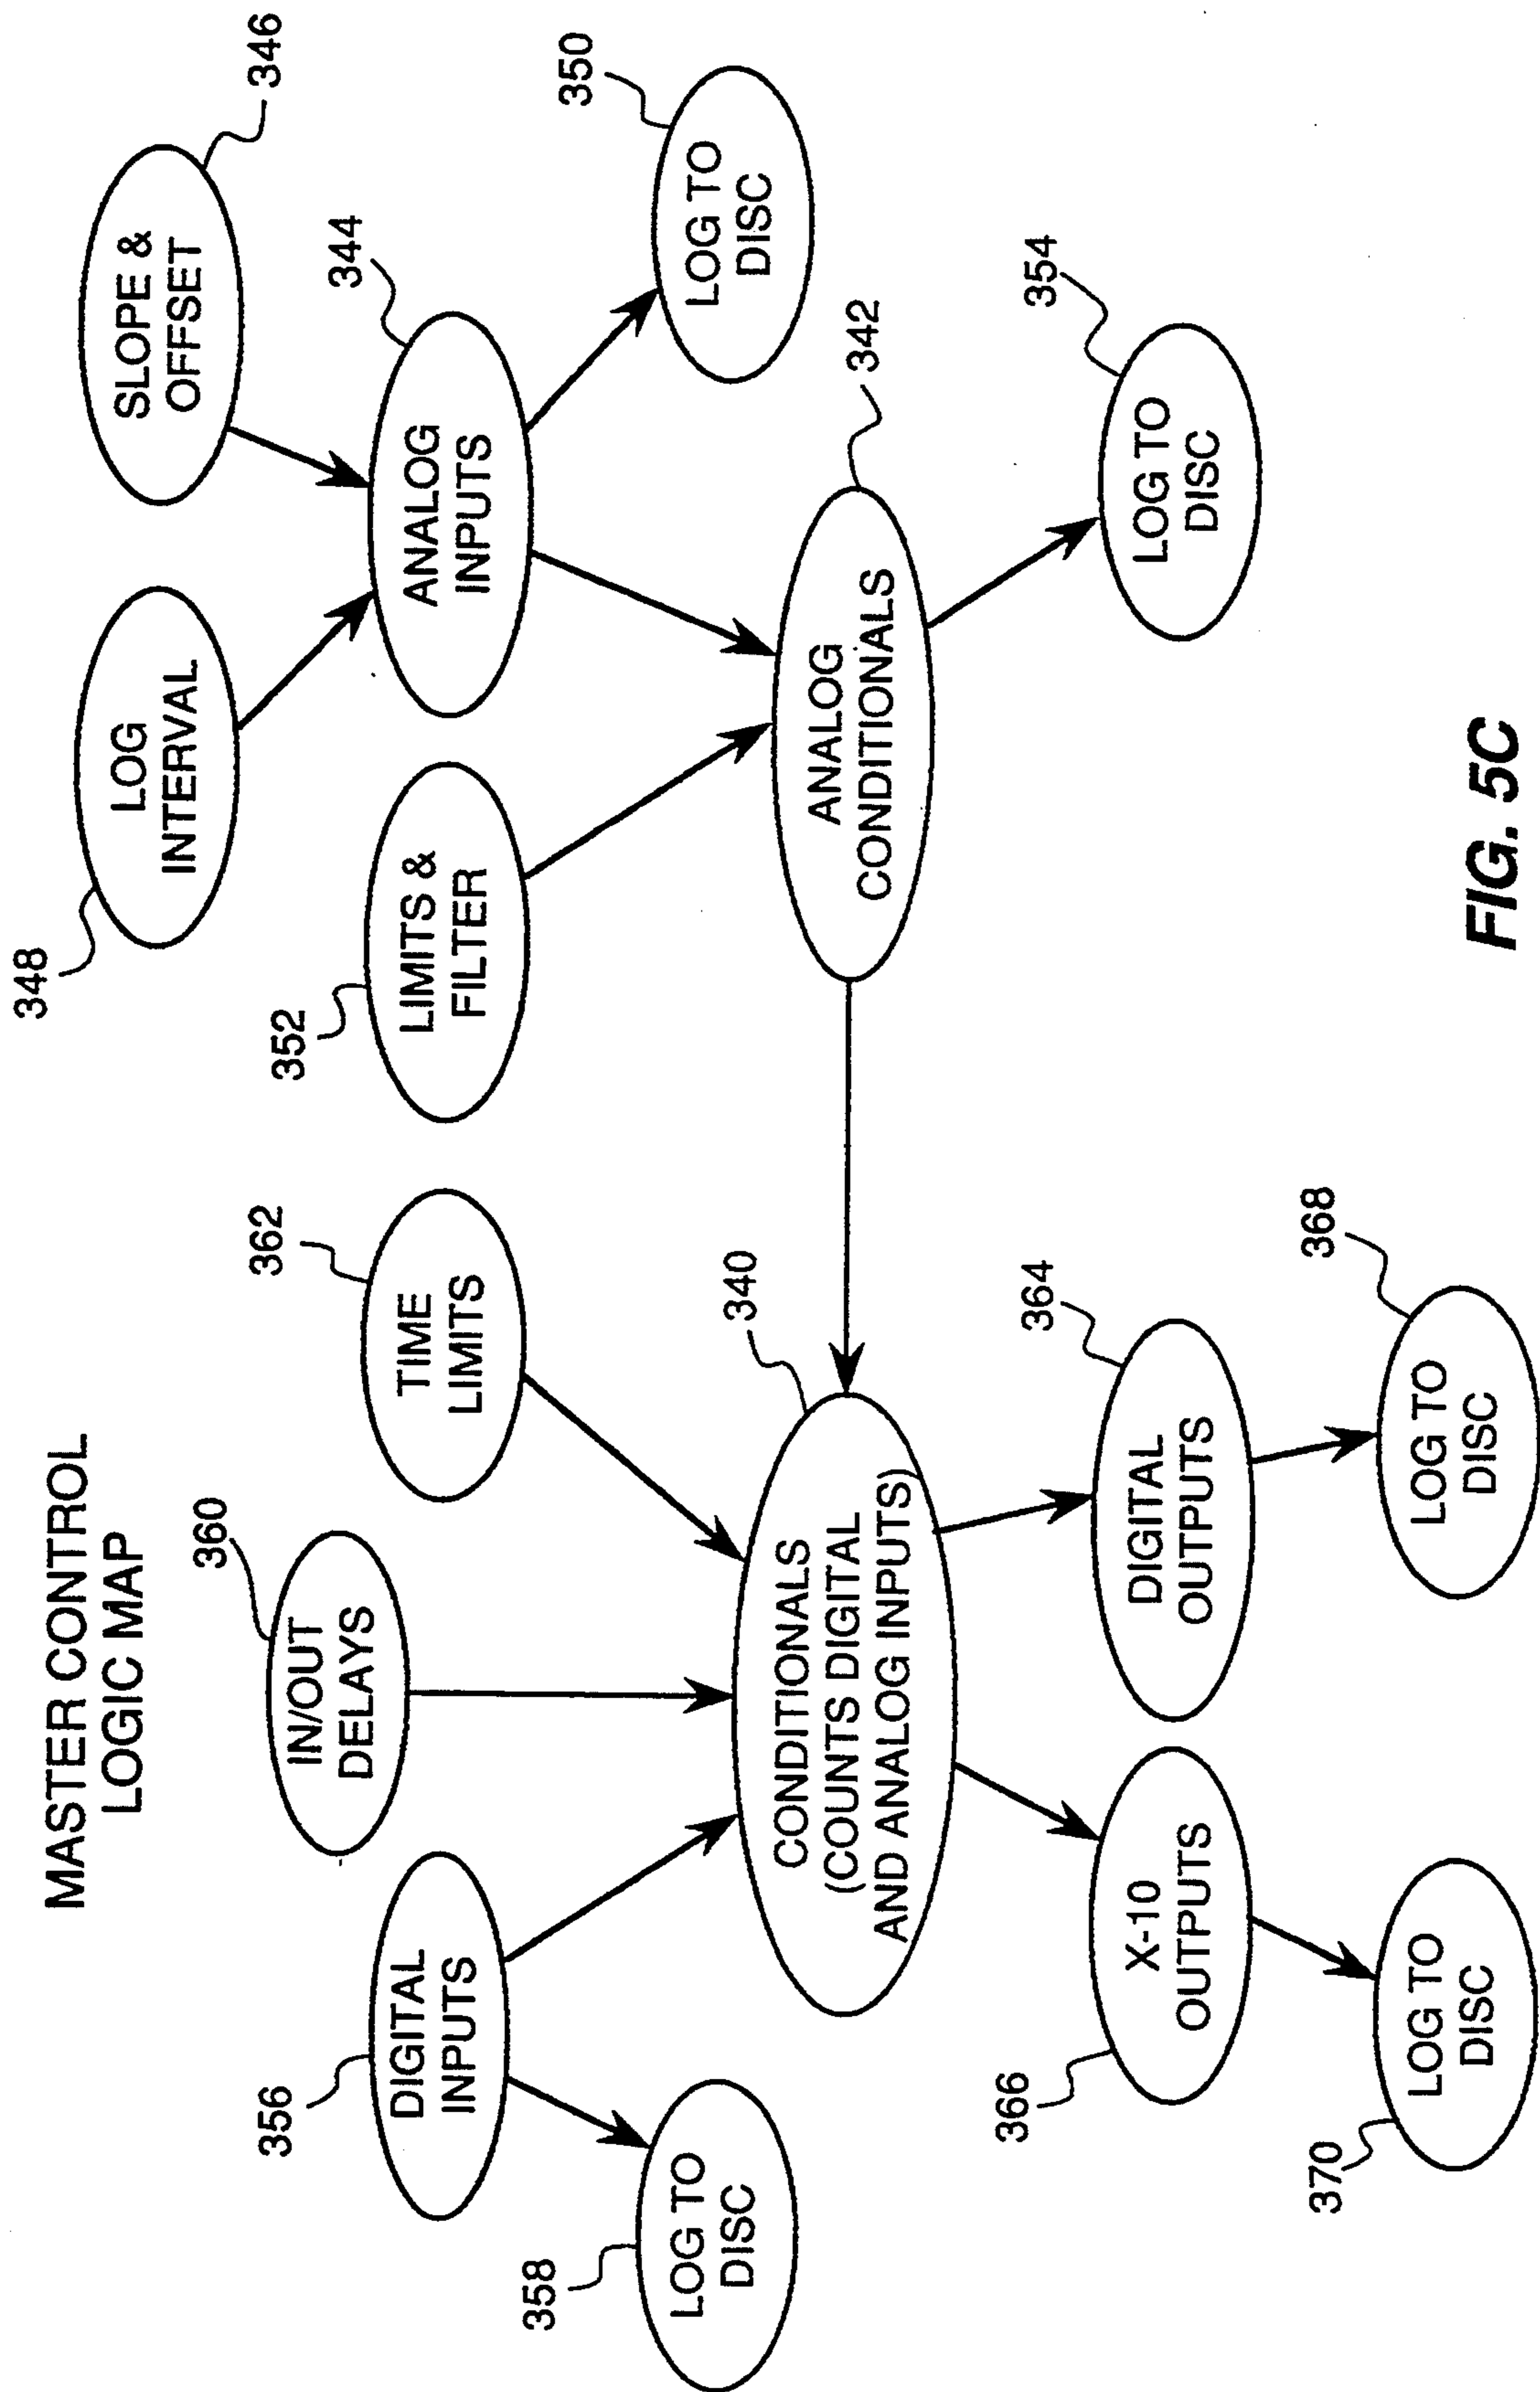 MASTER CONTROL
LOGIC MAP
348
LOG
INTERVAL
SLOPE &
OFFSET
346
360
IN/OUT
DELAYS
362
TIME
LIMITS
352
LIMITS &
FILTER
344
ANALOG
INPUTS
356
DIGITAL
INPUTS
350
LOG TO
DISC
358
LOG TO
DISC
340
CONDITIONALS
(COUNTS DIGITAL
AND ANALOG INPUTS)
342
ANALOG
CONDITIONALS
354
LOG TO
DISC
366
X-10
OUTPUTS
364
DIGITAL
OUTPUTS
370
LOG TO
DISC
368
LOG TO
DISC
FIG. 5C